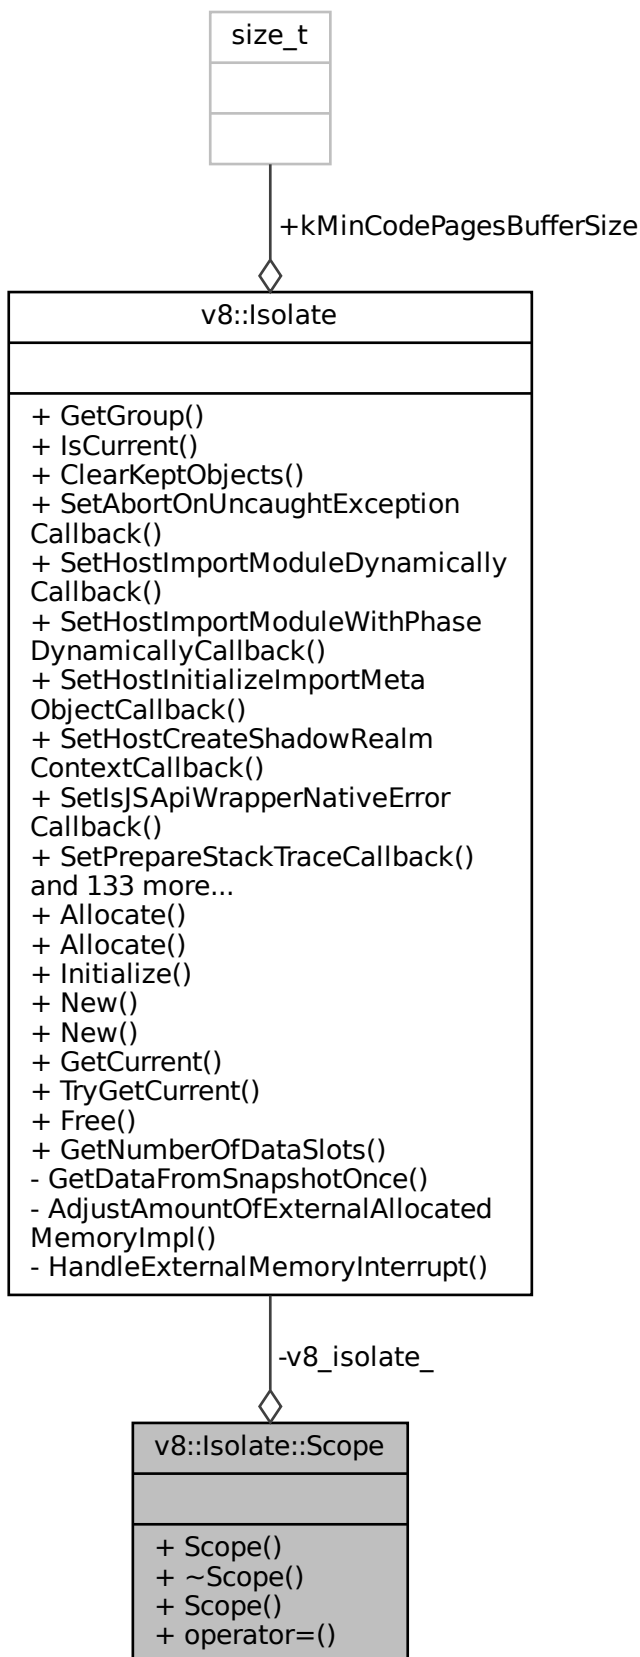 size_t
+kMinCodePagesBufferSize
v8::Isolate
+ GetGroup()
+ IsCurrent()
+ ClearKeptObjects()
+ SetAbortOnUncaughtException
Callback()
+ SetHostImportModuleDynamically
Callback()
+ SetHostImportModuleWithPhase
DynamicallyCallback()
+ SetHostInitializeImportMeta
ObjectCallback()
+ SetHostCreateShadowRealm
ContextCallback()
+ SetIsJSApiWrapperNativeError
Callback()
+ SetPrepareStackTraceCallback()
and 133 more...
+ Allocate()
+ Allocate()
+ Initialize()
+ New()
+ New()
+ GetCurrent()
+ TryGetCurrent()
+ Free()
+ GetNumberOfDataSlots()
- GetDataFromSnapshotOnce()
- AdjustAmountOfExternalAllocated
MemoryImpl()
- HandleExternalMemoryInterrupt()
-v8_isolate_
v8::Isolate::Scope
+ Scope()
+ ~Scope()
+ Scope()
+ operator=()